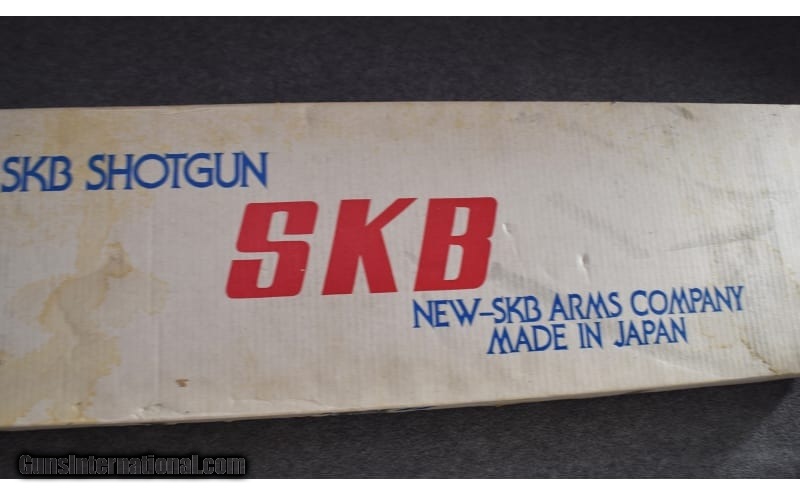 SKB SHOTGUN
SKB
NEW-SKB ARMS COMPANY
MADE IN JAPAN
GunsInternational.com